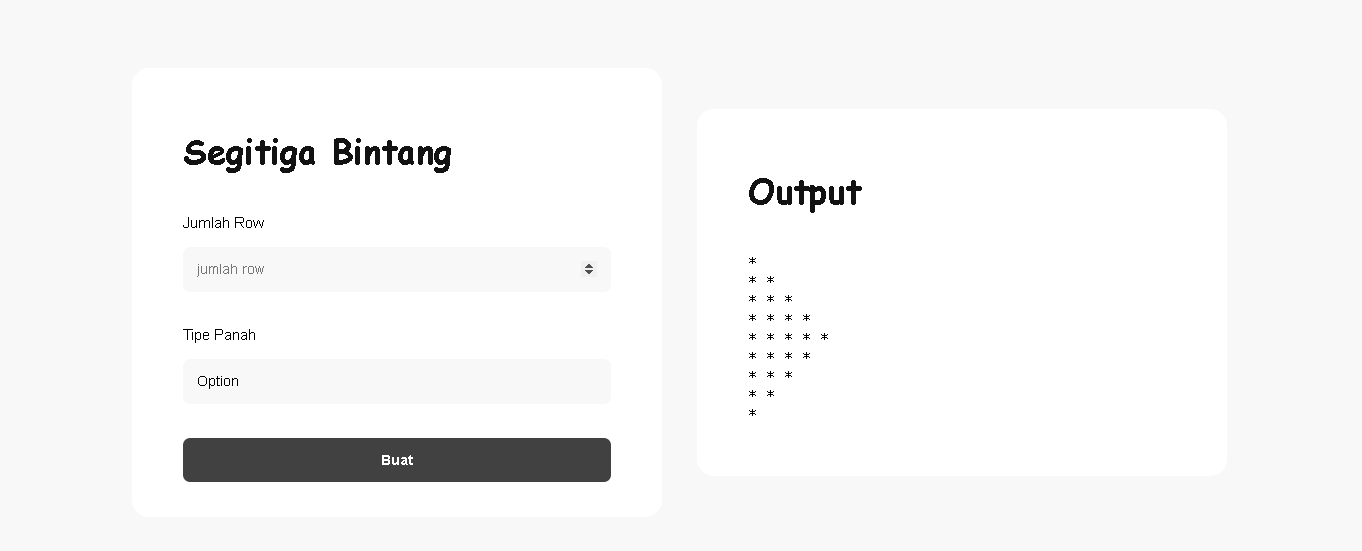 Segitiga Bintang
Jumlah Row
jumlah row
Tipe Panah
Option
Buat
Output
*
* *
* * *
* * * *
* * * * *
* * * *
* * *
* *
*